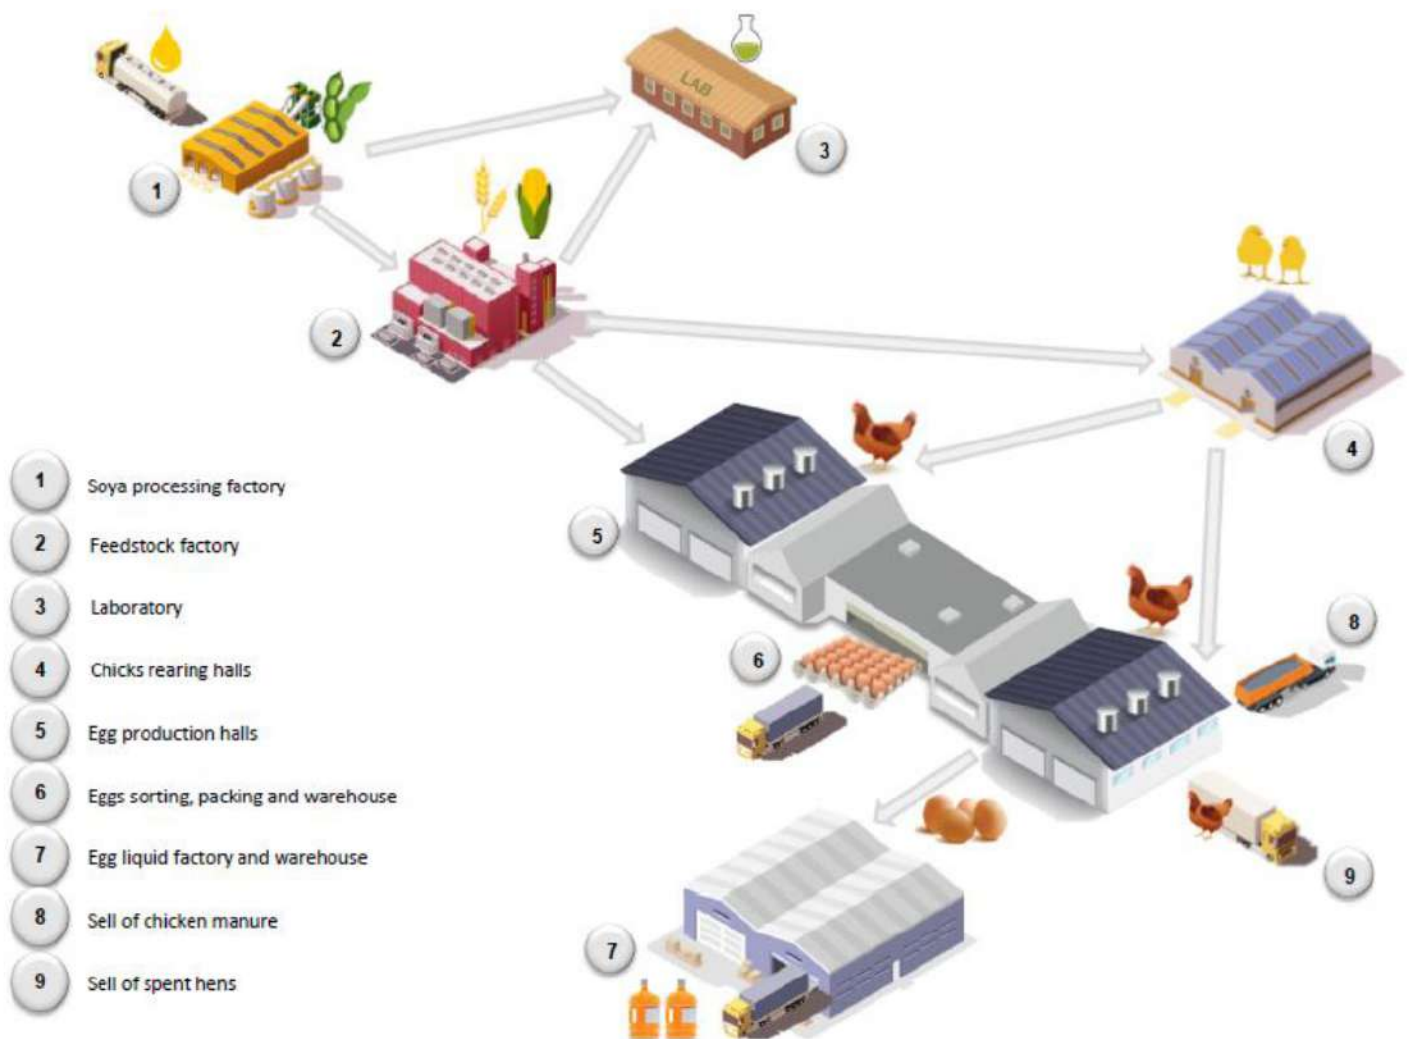 LAB
3
1
2
4
5
6
8
9
7
1 Soya processing factory
2 Feedstock factory
3 Laboratory
4 Chicks rearing halls
5 Egg production halls
6 Eggs sorting, packing and warehouse
7 Egg liquid factory and warehouse
8 Sell of chicken manure
9 Sell of spent hens